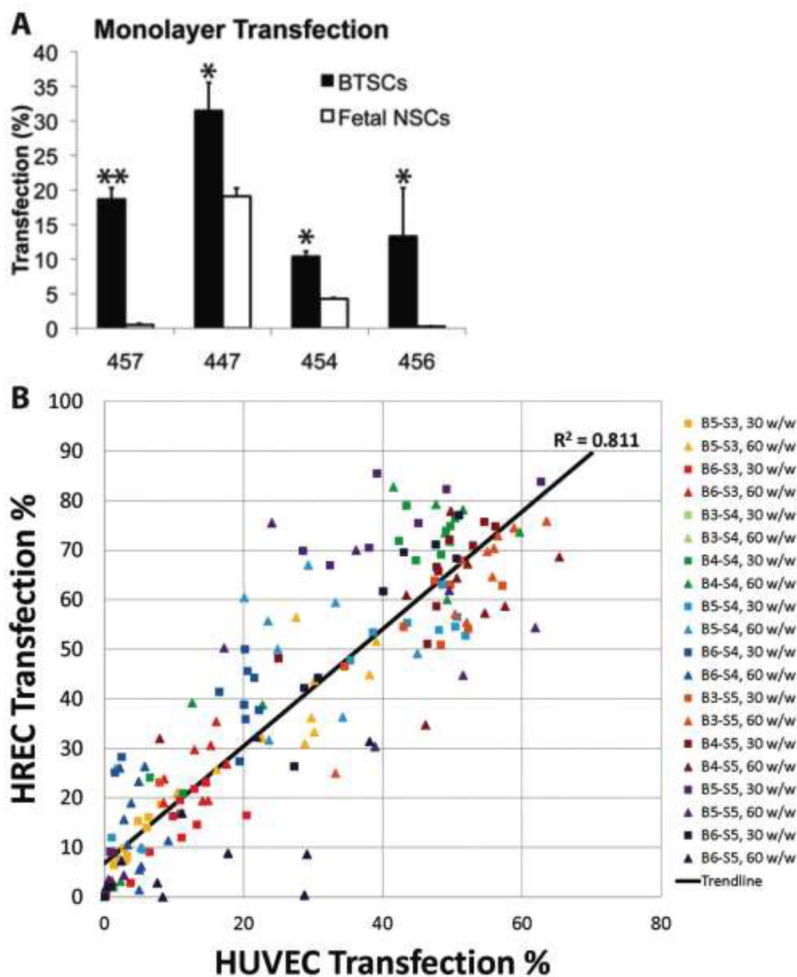 A
Monolayer Transfection
40
35
30
25
20
15
10
5
0
Transfection (%)
BTSCs
Fetal NSCs
**
*
*
*
457 447 454 456
B
100
90
80
70
60
50
40
30
20
10
0
HREC Transfection %
R² = 0.811
0 20 40 60 80
HUVEC Transfection %
B5-S3, 30 w/w
B5-S3, 60 w/w
B6-S3, 30 w/w
B6-S3, 60 w/w
B3-S4, 30 w/w
B3-S4, 60 w/w
B4-S4, 30 w/w
B4-S4, 60 w/w
B5-S4, 30 w/w
B5-S4, 60 w/w
B6-S4, 30 w/w
B6-S4, 60 w/w
B3-S5, 30 w/w
B3-S5, 60 w/w
B4-S5, 30 w/w
B4-S5, 60 w/w
B5-S5, 30 w/w
B5-S5, 60 w/w
B6-S5, 30 w/w
B6-S5, 60 w/w
Trendline